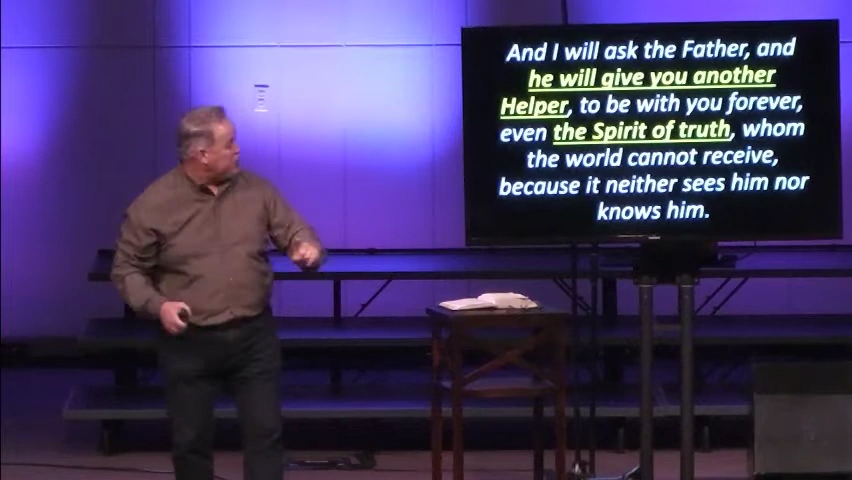 And I will ask the Father, and
he will give you another
Helper, to be with you forever,
even the Spirit of truth, whom
the world cannot receive,
because it neither sees him nor
knows him.